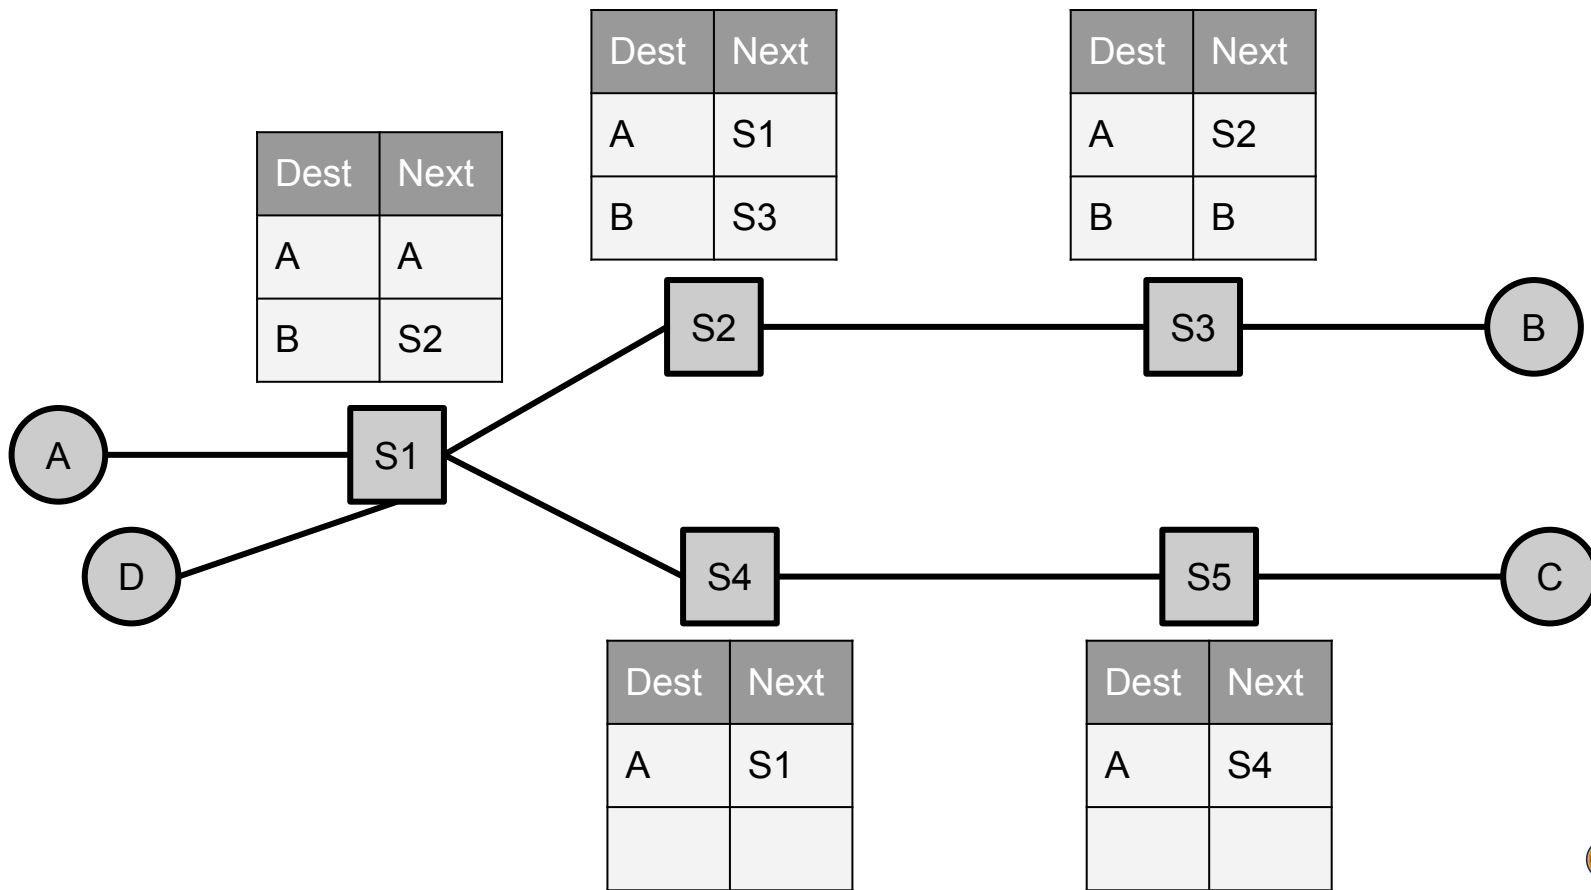 Dest Next
A S1
B S3
Dest Next
A S2
B B
Dest Next
A A
B S2
S2
S3
B
A
S1
D
S4
S5
C
Dest Next
A S1
Dest Next
A S4